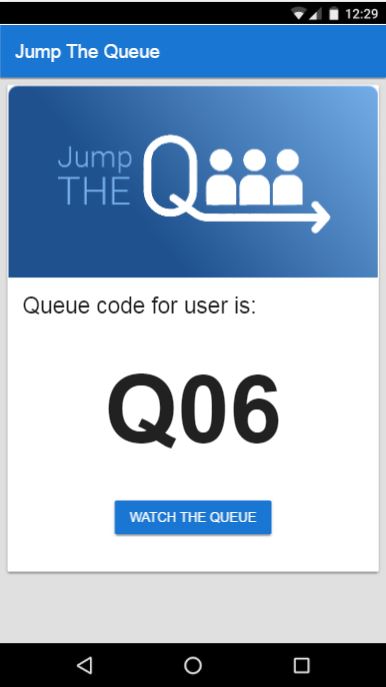 12:29
Jump The Queue
Jump
THE Q
Queue code for user is:
Q06
WATCH THE QUEUE